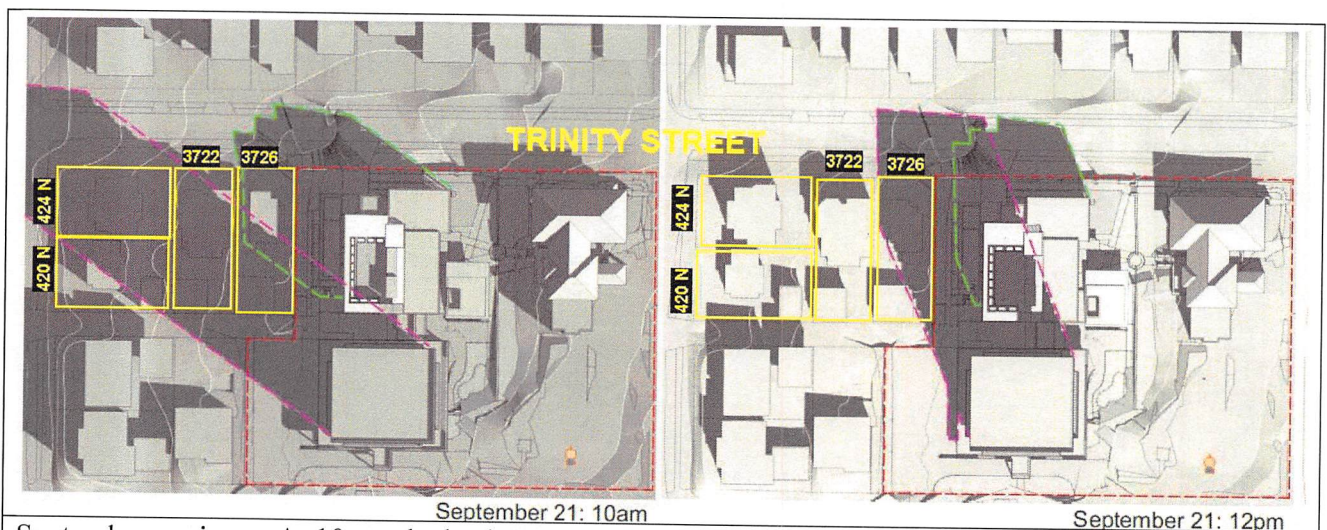 TRINITY STREET
3722
3726
424 N
420 N
3722
3726
424 N
420 N
September 21: 10am
September 21: 12pm